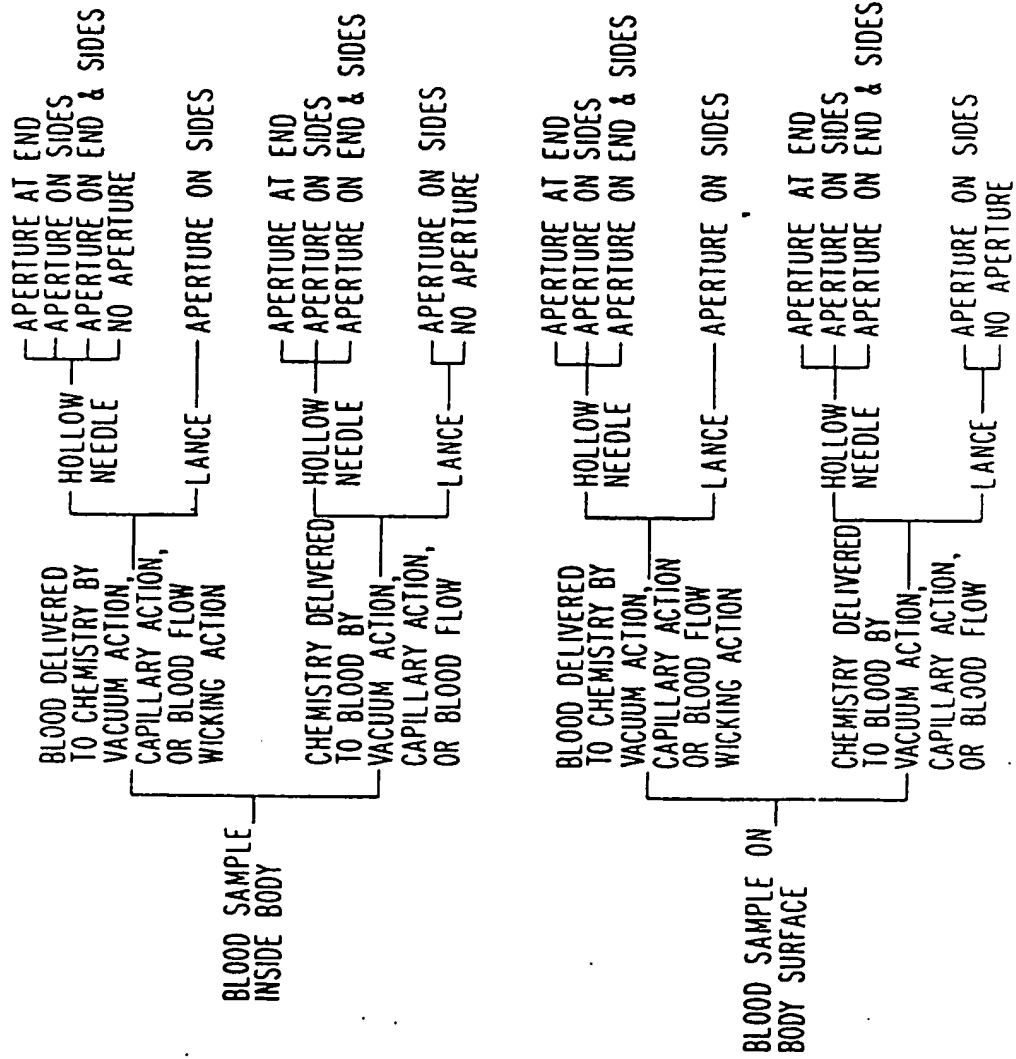 BLOOD SAMPLE
INSIDE BODY
BLOOD DELIVERED
TO CHEMISTRY BY
VACUUM ACTION,
CAPILLARY ACTION,
OR BLOOD FLOW
WICKING ACTION
HOLLOW
NEEDLE
APERTURE AT END
APERTURE ON SIDES
APERTURE ON END & SIDES
NO APERTURE
LANCE
APERTURE ON SIDES
CHEMISTRY DELIVERED
TO BLOOD BY
VACUUM ACTION,
CAPILLARY ACTION,
OR BLOOD FLOW
HOLLOW
NEEDLE
APERTURE AT END
APERTURE ON SIDES
APERTURE ON END & SIDES
LANCE
APERTURE ON SIDES
NO APERTURE
BLOOD SAMPLE ON
BODY SURFACE
BLOOD DELIVERED
TO CHEMISTRY BY
VACUUM ACTION,
CAPILLARY ACTION
OR BLOOD FLOW
WICKING ACTION
HOLLOW
NEEDLE
APERTURE AT END
APERTURE ON SIDES
APERTURE ON END & SIDES
LANCE
APERTURE ON SIDES
CHEMISTRY DELIVERED
TO BLOOD BY
VACUUM ACTION,
CAPILLARY ACTION,
OR BLOOD FLOW
HOLLOW
NEEDLE
APERTURE AT END
APERTURE ON SIDES
APERTURE ON END & SIDES
LANCE
APERTURE ON SIDES
NO APERTURE